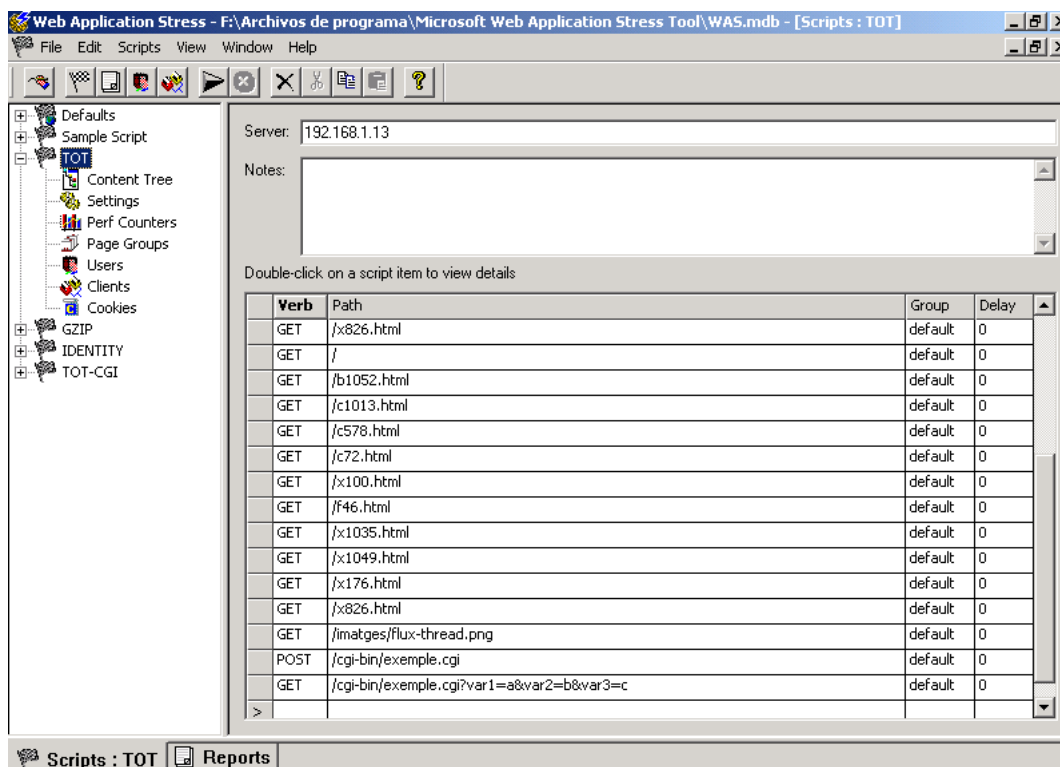 Web Application Stress - F:\Archivos de programa\Microsoft Web Application Stress Tool\WAS.mdb - [Scripts : TOT]
File Edit Scripts View Window Help
Defaults
Sample Script
TOT
Content Tree
Settings
Perf Counters
Page Groups
Users
Clients
Cookies
GZIP
IDENTITY
TOT-CGI
Server: 192.168.1.13
Notes:
Double-click on a script item to view details
Verb Path Group Delay
GET /x826.html default 0
GET / default 0
GET /b1052.html default 0
GET /c1013.html default 0
GET /c578.html default 0
GET /c72.html default 0
GET /x100.html default 0
GET /f46.html default 0
GET /x1035.html default 0
GET /x1049.html default 0
GET /x176.html default 0
GET /x826.html default 0
GET /imatges/flux-thread.png default 0
POST /cgi-bin/exemple.cgi default 0
GET /cgi-bin/exemple.cgi?var1=a&var2=b&var3=c default 0
>
Scripts : TOT Reports